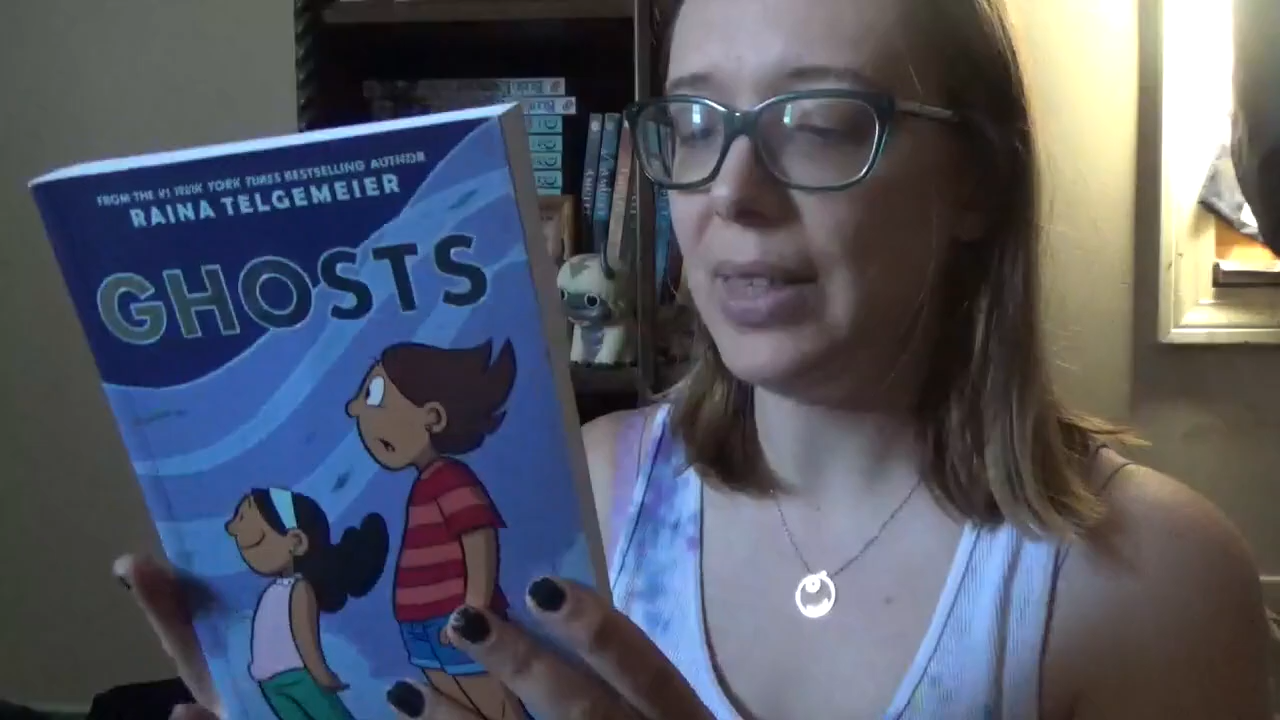 FROM THE #1 NEW YORK TIMES BESTSELLING AUTHOR
RAINA TELGEMEIER
GHOSTS